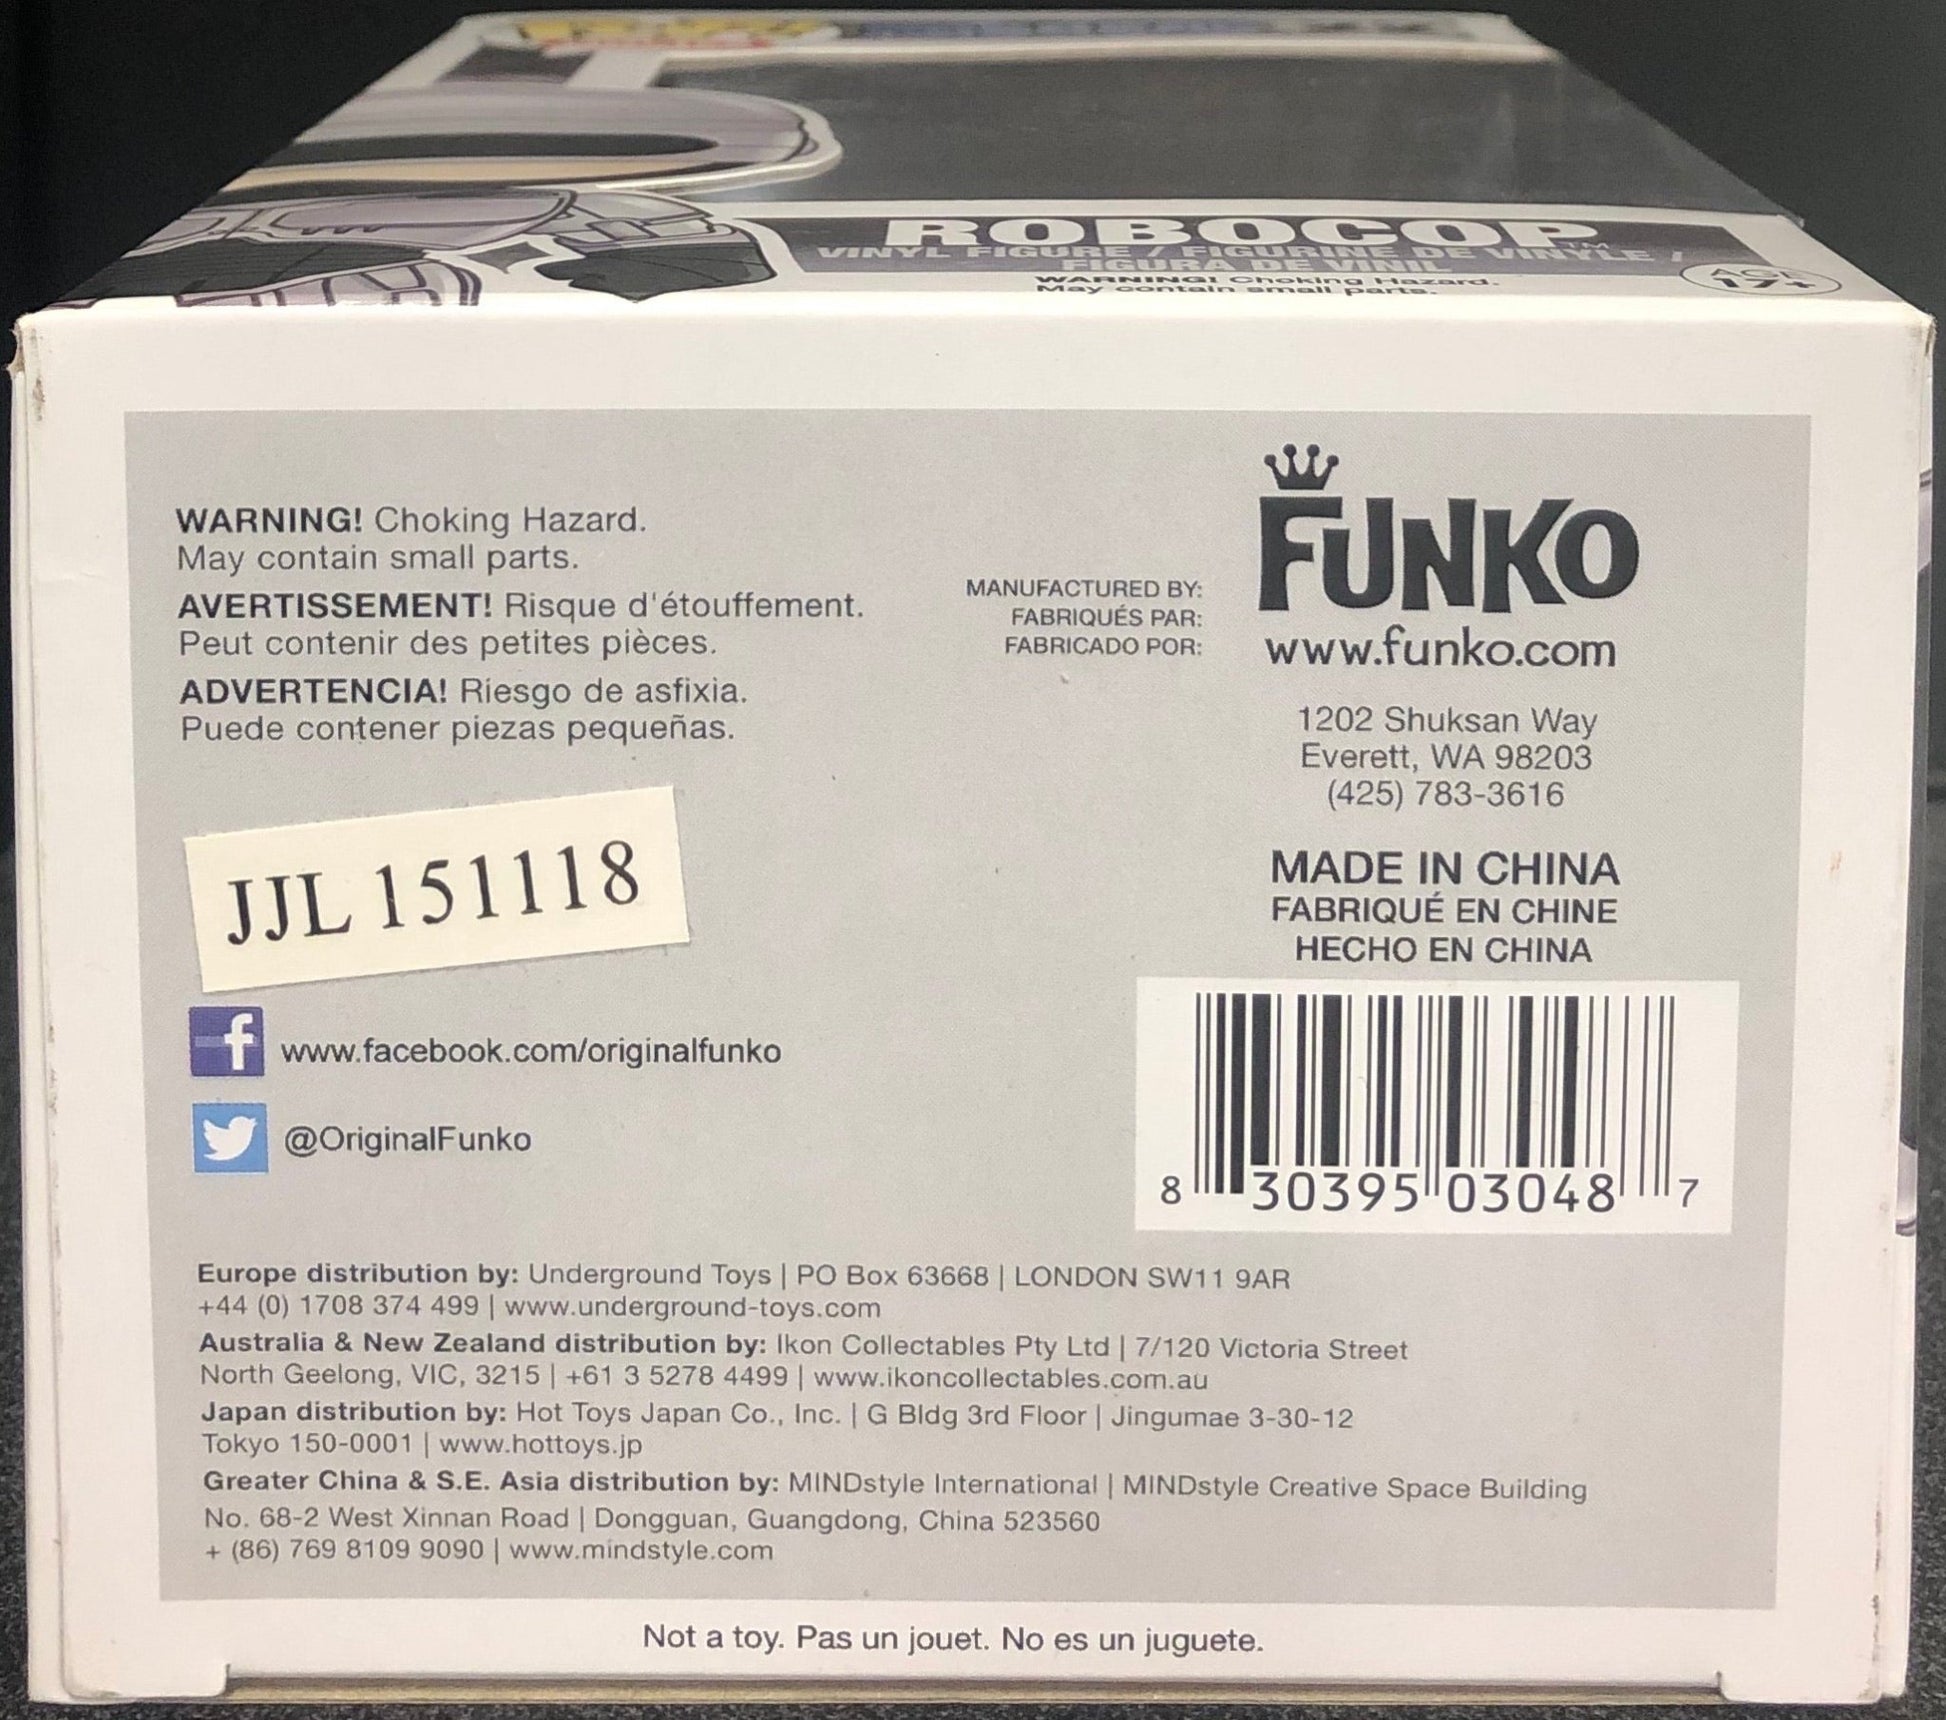 ROBOCOP™
VINYL FIGURE / FIGURINE DE VINYLE /
FIGURA DE VINIL
WARNING! Choking Hazard.
May contain small parts.
AGE
17+
WARNING! Choking Hazard.
May contain small parts.
AVERTISSEMENT! Risque d'étouffement.
Peut contenir des petites pièces.
ADVERTENCIA! Riesgo de asfixia.
Puede contener piezas pequeñas.
MANUFACTURED BY:
FABRIQUÉS PAR:
FABRICADO POR:
FUNKO
www.funko.com
1202 Shuksan Way
Everett, WA 98203
(425) 783-3616
MADE IN CHINA
FABRIQUÉ EN CHINE
HECHO EN CHINA
JJL 151118
f www.facebook.com/originalfunko
@OriginalFunko
8 30395 03048 7
Europe distribution by: Underground Toys | PO Box 63668 | LONDON SW11 9AR
+44 (0) 1708 374 499 | www.underground-toys.com
Australia & New Zealand distribution by: Ikon Collectables Pty Ltd | 7/120 Victoria Street
North Geelong, VIC, 3215 | +61 3 5278 4499 | www.ikoncollectables.com.au
Japan distribution by: Hot Toys Japan Co., Inc. | G Bldg 3rd Floor | Jingumae 3-30-12
Tokyo 150-0001 | www.hottoys.jp
Greater China & S.E. Asia distribution by: MINDstyle International | MINDstyle Creative Space Building
No. 68-2 West Xinnan Road | Dongguan, Guangdong, China 523560
+ (86) 769 8109 9090 | www.mindstyle.com
Not a toy. Pas un jouet. No es un juguete.